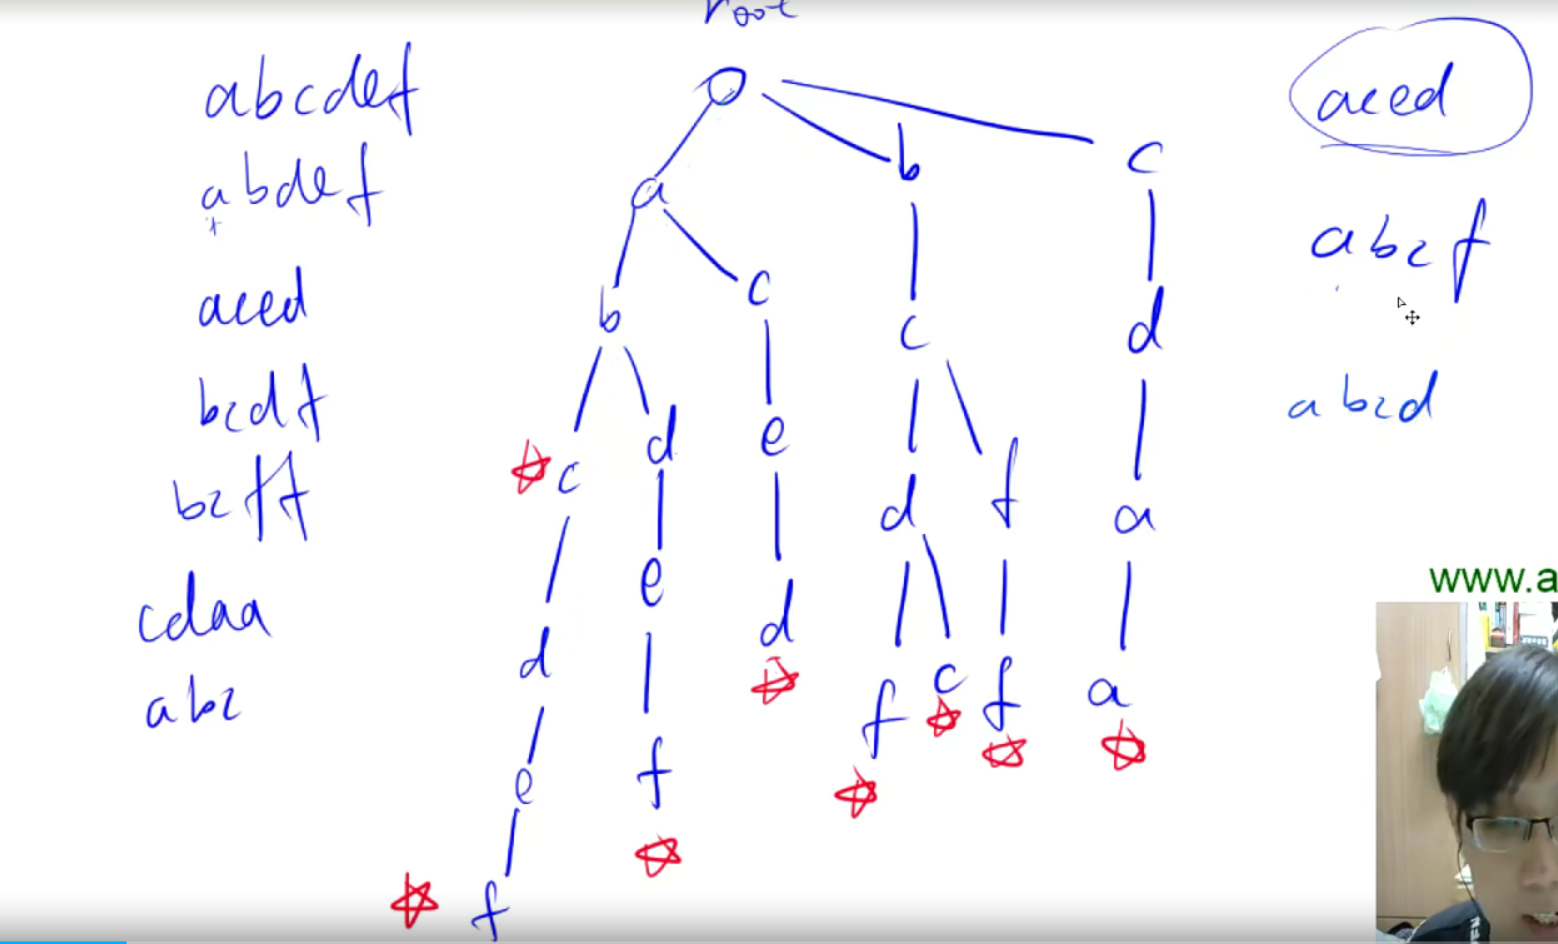 root
abcdef
abdef
aced
bcdf
bcff
cdaa
abc
a b c
b c c d
c d e c d f a
d e d f c f a
e f
f
aced
abcf
abcd
www.a